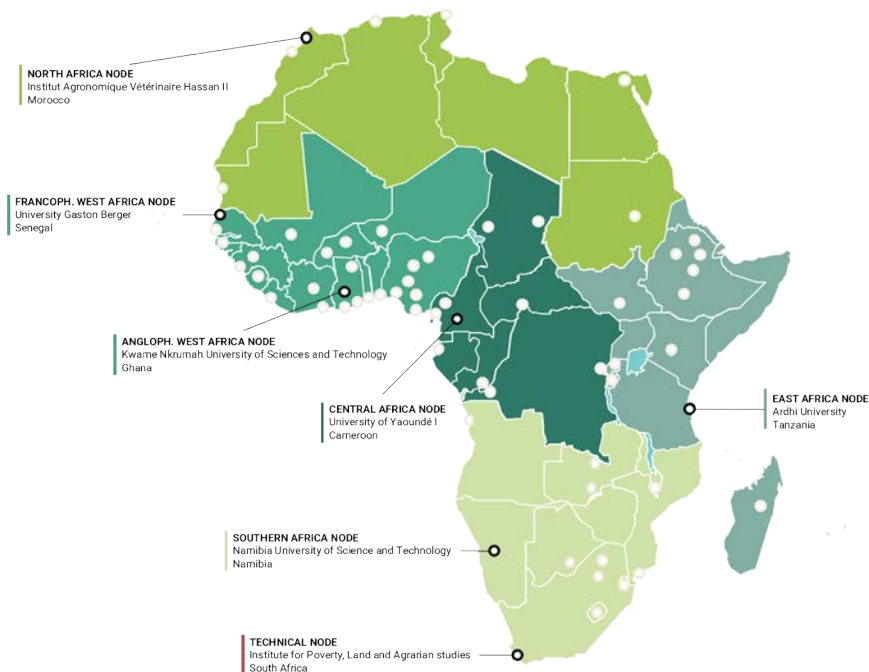 NORTH AFRICA NODE
Institut Agronomique Vétérinaire Hassan II
Morocco
FRANCOPH. WEST AFRICA NODE
University Gaston Berger
Senegal
ANGLOPH. WEST AFRICA NODE
Kwame Nkrumah University of Sciences and Technology
Ghana
CENTRAL AFRICA NODE
University of Yaoundé I
Cameroon
EAST AFRICA NODE
Ardhi University
Tanzania
SOUTHERN AFRICA NODE
Namibia University of Science and Technology
Namibia
TECHNICAL NODE
Institute for Poverty, Land and Agrarian studies
South Africa